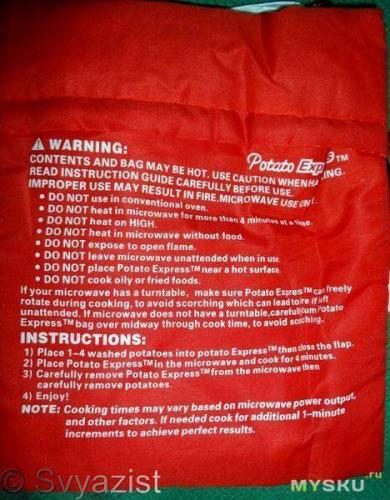 ⚠ WARNING:
Potato Express™
CONTENTS AND BAG MAY BE HOT. USE CAUTION WHEN HANDLING.
READ INSTRUCTION GUIDE CAREFULLY BEFORE USE.
IMPROPER USE MAY RESULT IN FIRE. MICROWAVE USE ONLY.
• DO NOT use in conventional oven.
• DO NOT heat in microwave for more than 4 minutes at a time.
• DO NOT heat on HIGH.
• DO NOT heat in microwave without food.
• DO NOT expose to open flame.
• DO NOT leave microwave unattended when in use.
• DO NOT place Potato Express™ near a hot surface.
• DO NOT cook oily or fried foods.
If your microwave has a turntable, make sure Potato Express™ can freely
rotate during cooking, to avoid scorching which can lead to fire if left
unattended. If microwave does not have a turntable, carefully turn Potato
Express™ bag over midway through cook time, to avoid scorching.
INSTRUCTIONS:
1) Place 1-4 washed potatoes into potato Express™ then close the flap.
2) Place Potato Express™ in the microwave and cook for 4 minutes.
3) Carefully remove Potato Express™ from the microwave then
carefully remove potatoes.
4) Enjoy!
NOTE: Cooking times may vary based on microwave power output,
and other factors. If needed cook for additional 1-minute
increments to achieve perfect results.
© Svyazist
MYSKU.ru